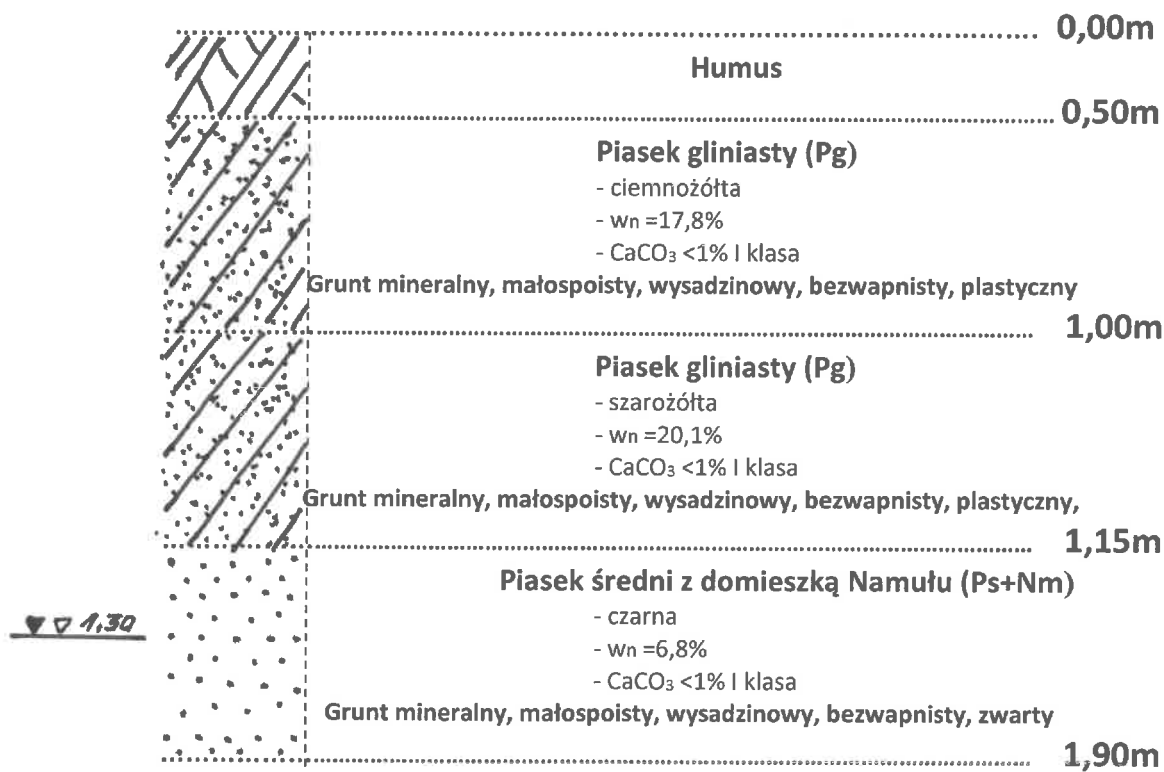 0,00m
Humus
0,50m
Piasek gliniasty (Pg)
- ciemnożółta
- wn =17,8%
- CaCO₃ <1% I klasa
Grunt mineralny, małospoisty, wysadzinowy, bezwapnisty, plastyczny
1,00m
Piasek gliniasty (Pg)
- szarożółta
- wn =20,1%
- CaCO₃ <1% I klasa
Grunt mineralny, małospoisty, wysadzinowy, bezwapnisty, plastyczny,
1,15m
Piasek średni z domieszką Namułu (Ps+Nm)
- czarna
1.30
- wn =6,8%
- CaCO₃ <1% I klasa
Grunt mineralny, małospoisty, wysadzinowy, bezwapnisty, zwarty
1,90m